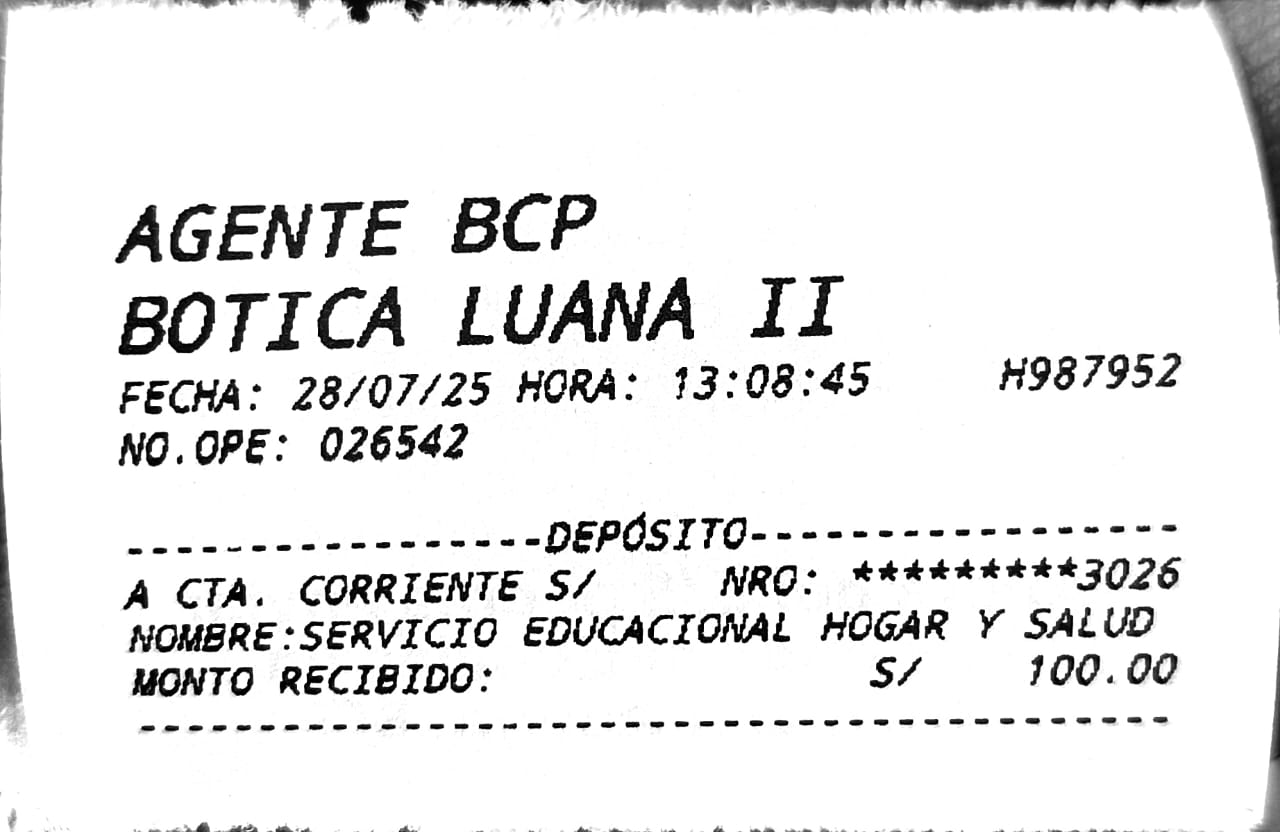 AGENTE BCP
BOTICA LUANA II
FECHA: 28/07/25 HORA: 13:08:45 H987952
NO.OPE: 026542
-----------------DEPÓSITO-----------------
A CTA. CORRIENTE S/ NRO: *********3026
NOMBRE:SERVICIO EDUCACIONAL HOGAR Y SALUD
MONTO RECIBIDO: S/ 100.00
------------------------------------------